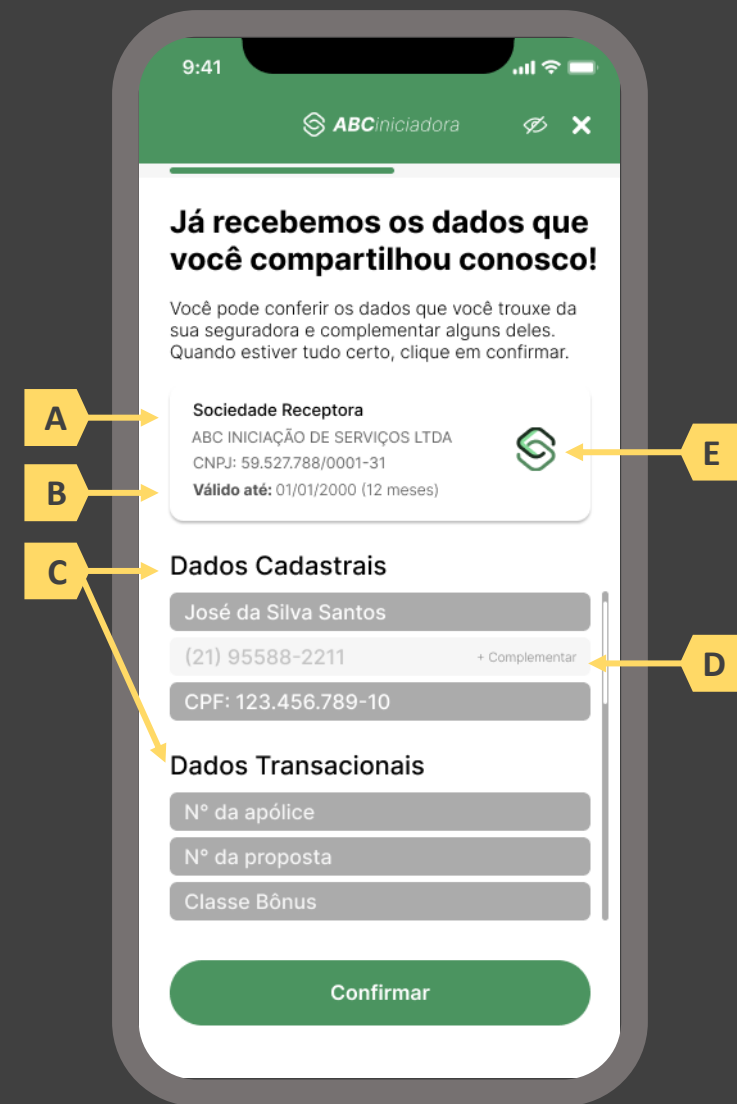 9:41
ABCiniciadora
Já recebemos os dados que
você compartilhou conosco!
Você pode conferir os dados que você trouxe da
sua seguradora e complementar alguns deles.
Quando estiver tudo certo, clique em confirmar.
A
Sociedade Receptora
ABC INICIAÇÃO DE SERVIÇOS LTDA
CNPJ: 59.527.788/0001-31
E
B
Válido até: 01/01/2000 (12 meses)
C
Dados Cadastrais
José da Silva Santos
(21) 95588-2211 + Complementar
D
CPF: 123.456.789-10
Dados Transacionais
N° da apólice
N° da proposta
Classe Bônus
Confirmar